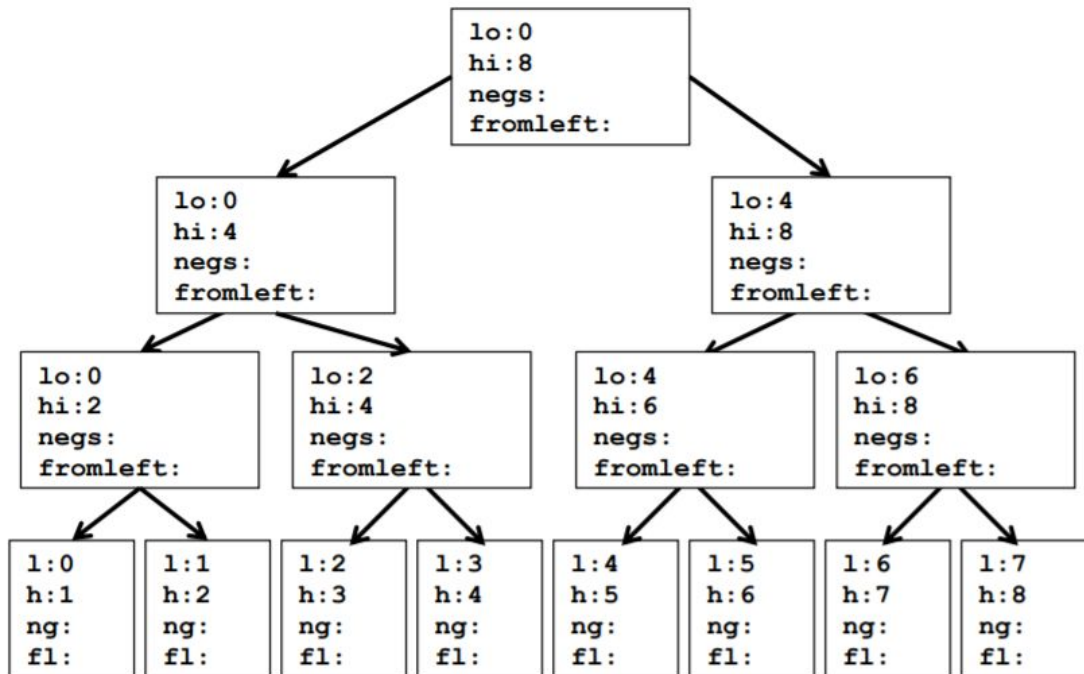 lo:0
hi:8
negs:
fromleft:
lo:0
hi:4
negs:
fromleft:
lo:4
hi:8
negs:
fromleft:
lo:0
hi:2
negs:
fromleft:
lo:2
hi:4
negs:
fromleft:
lo:4
hi:6
negs:
fromleft:
lo:6
hi:8
negs:
fromleft:
l:0
h:1
ng:
fl:
l:1
h:2
ng:
fl:
l:2
h:3
ng:
fl:
l:3
h:4
ng:
fl:
l:4
h:5
ng:
fl:
l:5
h:6
ng:
fl:
l:6
h:7
ng:
fl:
l:7
h:8
ng:
fl: